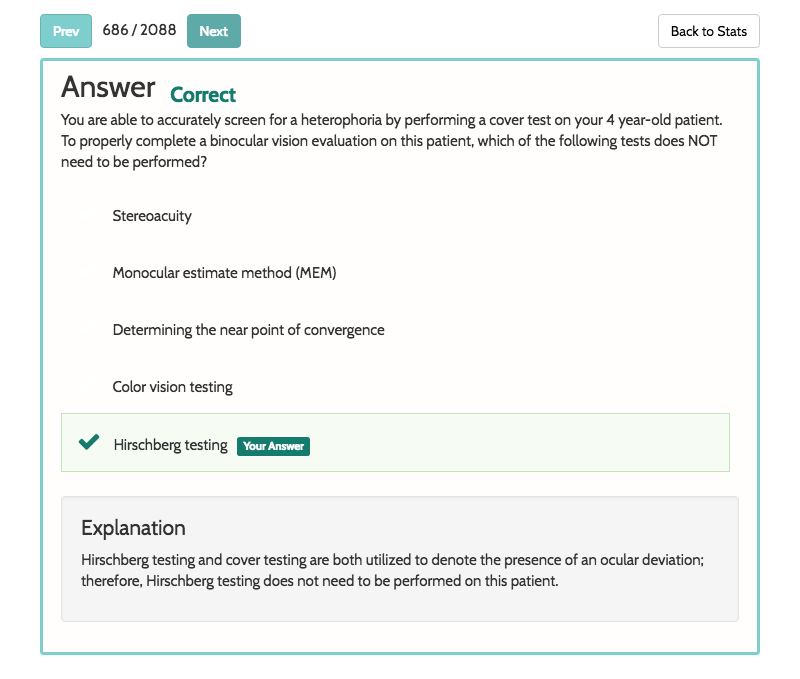 Prev 686 / 2088 Next Back to Stats
Answer Correct
You are able to accurately screen for a heterophoria by performing a cover test on your 4 year-old patient.
To properly complete a binocular vision evaluation on this patient, which of the following tests does NOT
need to be performed?
Stereoacuity
Monocular estimate method (MEM)
Determining the near point of convergence
Color vision testing
Hirschberg testing Your Answer
Explanation
Hirschberg testing and cover testing are both utilized to denote the presence of an ocular deviation;
therefore, Hirschberg testing does not need to be performed on this patient.